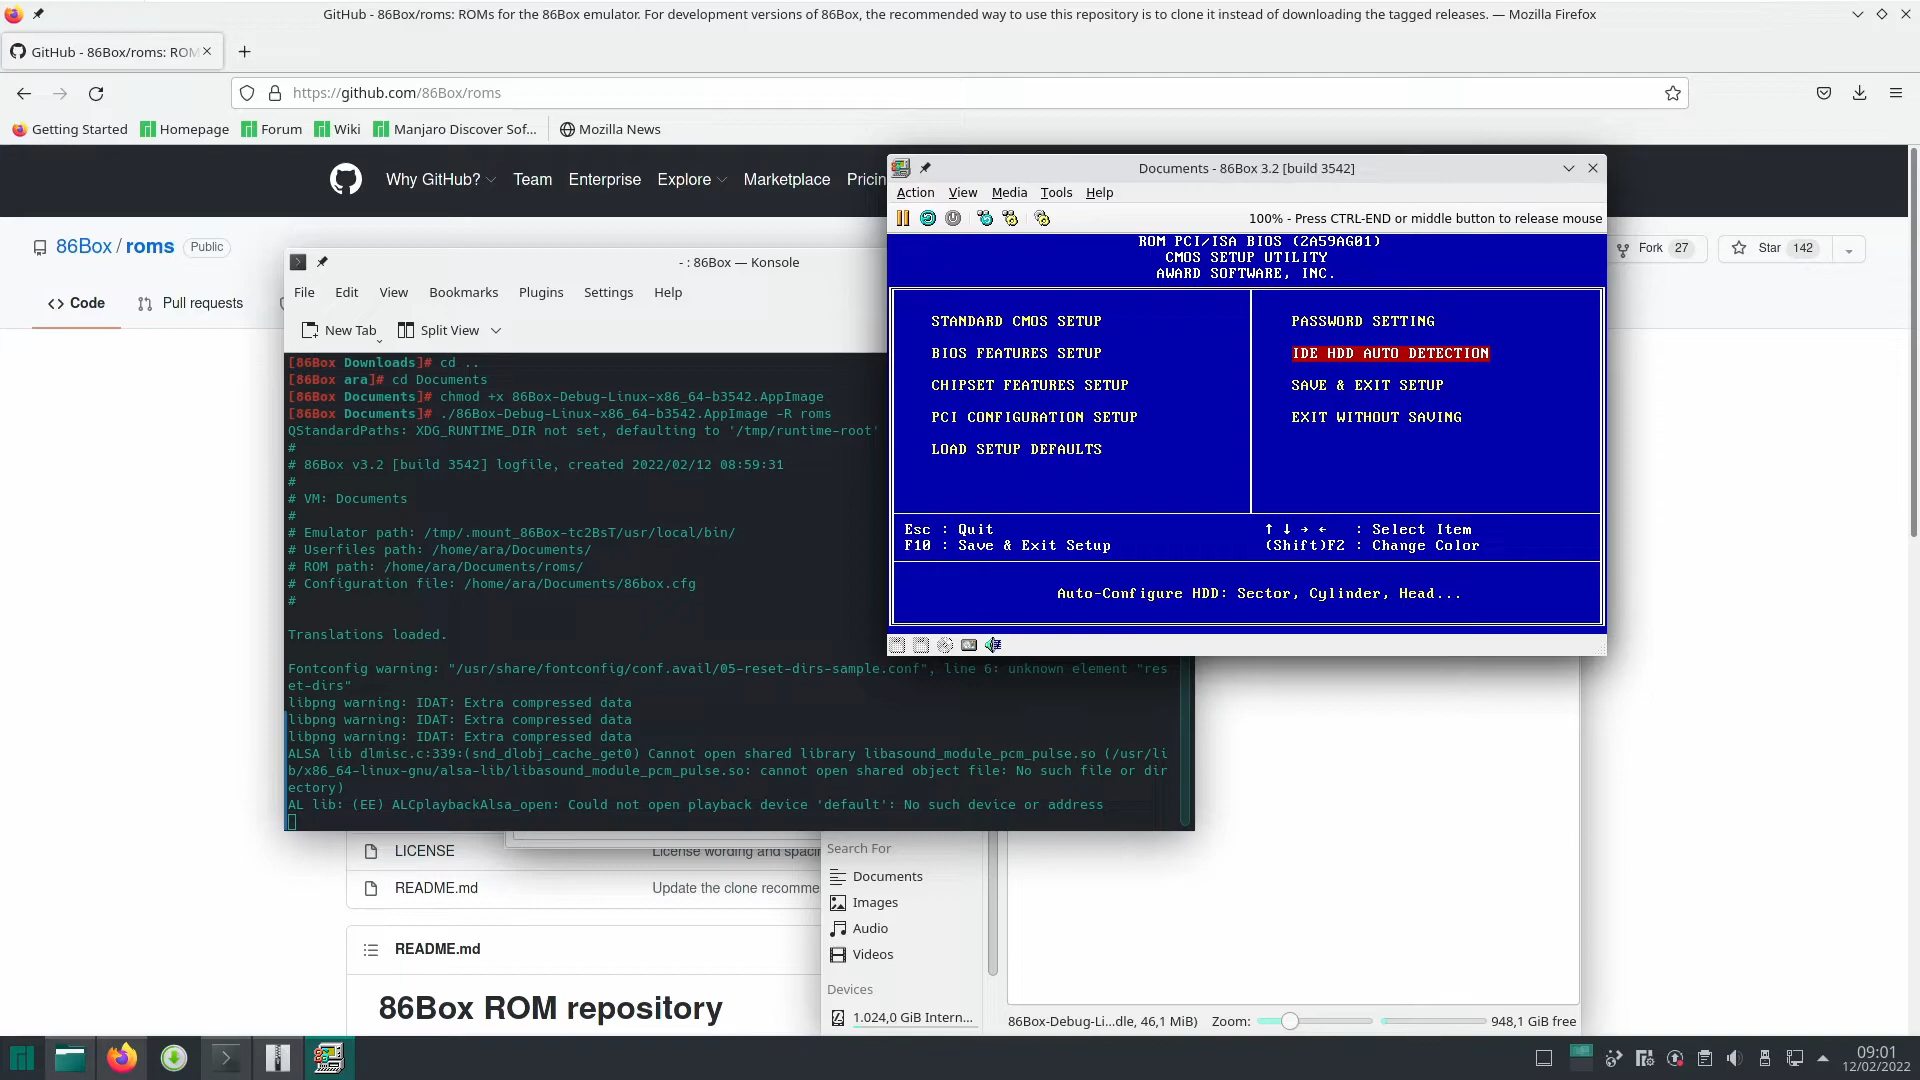 GitHub - 86Box/roms: ROMs for the 86Box emulator. For development versions of 86Box, the recommended way to use this repository is to clone it instead of downloading the tagged releases. — Mozilla Firefox
GitHub - 86Box/roms: ROM
https://github.com/86Box/roms
Getting Started Homepage Forum Wiki Manjaro Discover Sof... Mozilla News
Why GitHub? Team Enterprise Explore Marketplace Pricin
86Box / roms Public
Fork 27 Star 142
Code Pull requests
- : 86Box — Konsole
File Edit View Bookmarks Plugins Settings Help
New Tab Split View
[86Box Downloads]# cd ..
[86Box ara]# cd Documents
[86Box Documents]# chmod +x 86Box-Debug-Linux-x86_64-b3542.AppImage
[86Box Documents]# ./86Box-Debug-Linux-x86_64-b3542.AppImage -R roms
QStandardPaths: XDG_RUNTIME_DIR not set, defaulting to '/tmp/runtime-root'
#
# 86Box v3.2 [build 3542] logfile, created 2022/02/12 08:59:31
#
# VM: Documents
#
# Emulator path: /tmp/.mount_86Box-tc2BsT/usr/local/bin/
# Userfiles path: /home/ara/Documents/
# ROM path: /home/ara/Documents/roms/
# Configuration file: /home/ara/Documents/86box.cfg
#
Translations loaded.
Fontconfig warning: "/usr/share/fontconfig/conf.avail/05-reset-dirs-sample.conf", line 6: unknown element "res
et-dirs"
libpng warning: IDAT: Extra compressed data
libpng warning: IDAT: Extra compressed data
libpng warning: IDAT: Extra compressed data
ALSA lib dlmisc.c:339:(snd_dlobj_cache_get0) Cannot open shared library libasound_module_pcm_pulse.so (/usr/li
b/x86_64-linux-gnu/alsa-lib/libasound_module_pcm_pulse.so: cannot open shared object file: No such file or dir
ectory)
AL lib: (EE) ALCplaybackAlsa_open: Could not open playback device 'default': No such device or address
Documents - 86Box 3.2 [build 3542]
Action View Media Tools Help
100% - Press CTRL-END or middle button to release mouse
ROM PCI/ISA BIOS (2A59AG01)
CMOS SETUP UTILITY
AWARD SOFTWARE, INC.
STANDARD CMOS SETUP
BIOS FEATURES SETUP
CHIPSET FEATURES SETUP
PCI CONFIGURATION SETUP
LOAD SETUP DEFAULTS
PASSWORD SETTING
IDE HDD AUTO DETECTION
SAVE & EXIT SETUP
EXIT WITHOUT SAVING
Esc : Quit
F10 : Save & Exit Setup
↑ ↓ → ← : Select Item
(Shift)F2 : Change Color
Auto-Configure HDD: Sector, Cylinder, Head...
LICENSE License wording and spacin
README.md Update the clone recomme
README.md
86Box ROM repository
Search For
Documents
Images
Audio
Videos
Devices
1.024,0 GiB Intern...
86Box-Debug-Li...dle, 46,1 MiB) Zoom: 948,1 GiB free
09:01
12/02/2022